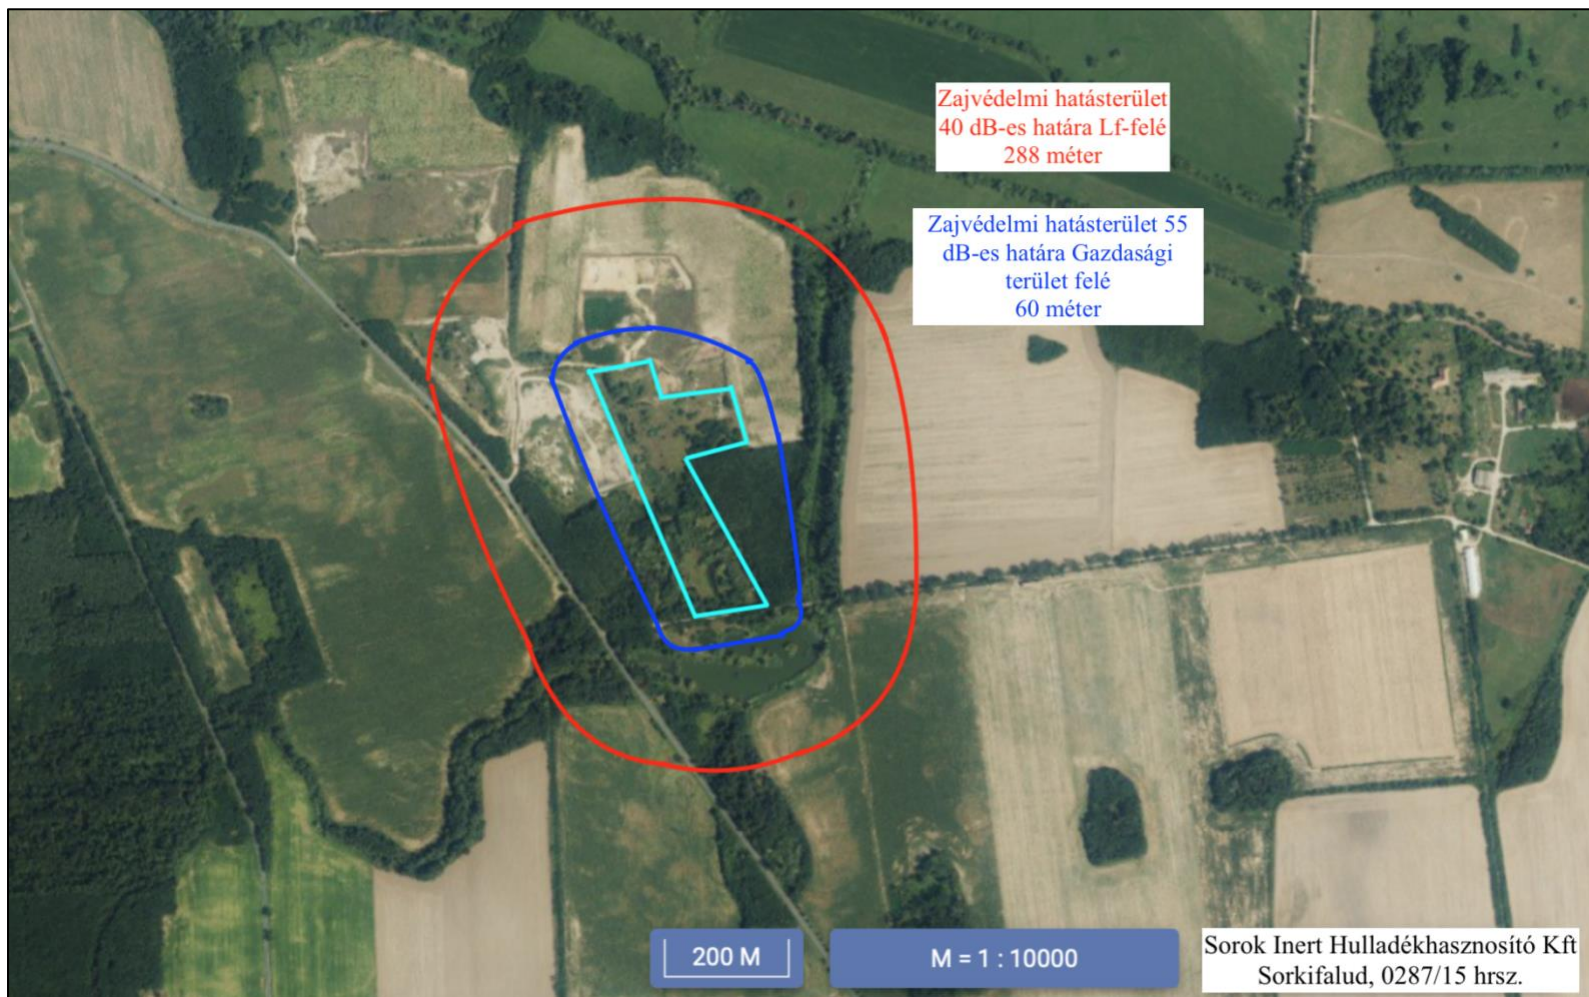 Zajvédelmi hatásterület
40 dB-es határa Lf-felé
288 méter
Zajvédelmi hatásterület 55
dB-es határa Gazdasági
terület felé
60 méter
200 M
M = 1 : 10000
Sorok Inert Hulladékhasznosító Kft
Sorkifalud, 0287/15 hrsz.